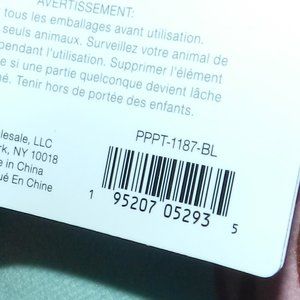 AVERTISSEMENT:
tous les emballages avant utilisation.
seuls animaux. Surveillez votre animal de
pendant l'utilisation. Supprimer l'élément
e si une partie quelconque devient lâche
é. Tenir hors de portée des enfants.
lesale, LLC
rk, NY 10018
e in China
ué En Chine
PPPT-1187-BL
1 95207 05293 5